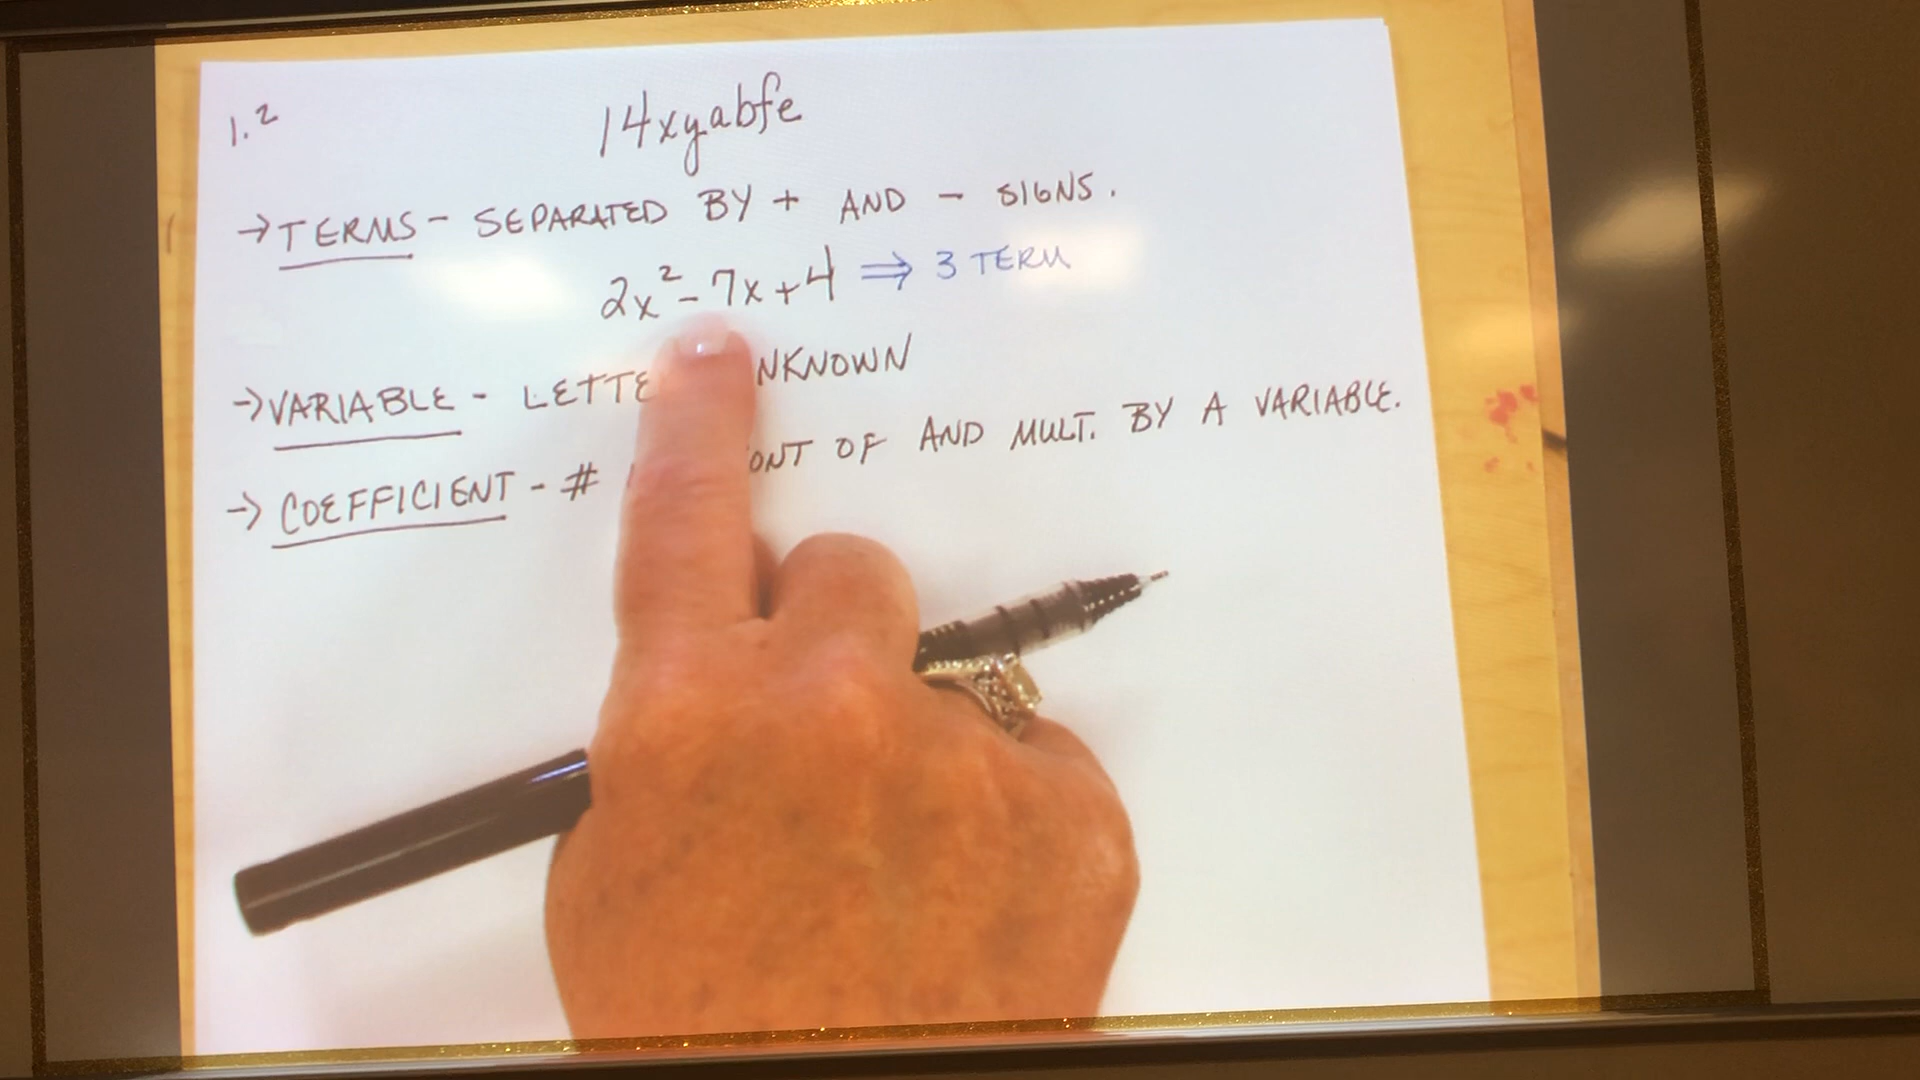 1.2
14xyabfe
→TERMS - SEPARATED BY + AND - SIGNS.
2x²-7x+4 ⇒ 3 TERM
→VARIABLE - LETTE NKNOWN
→COEFFICIENT - # ONT OF AND MULT. BY A VARIABLE.